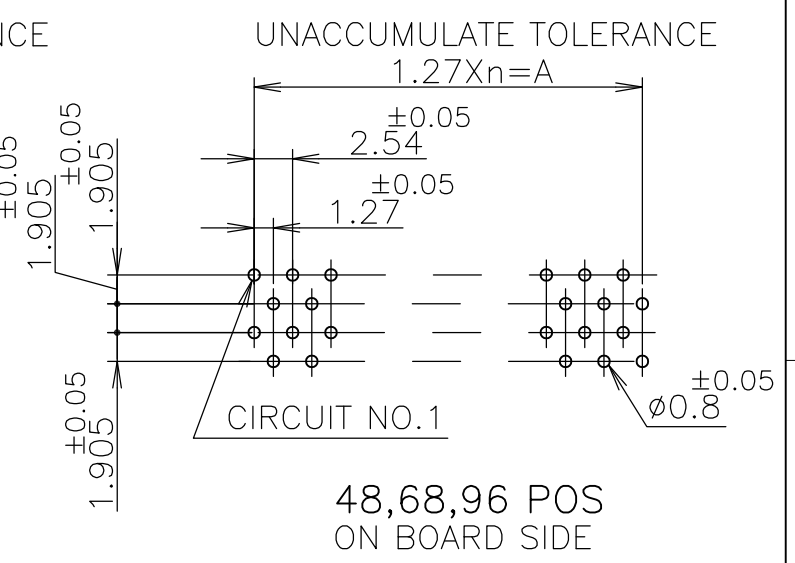 NCE
UNACCUMULATE TOLERANCE
1.27Xn=A
±0.05
2.54
±0.05
1.27
±0.05
1.905
±0.05
1.905
±0.05
1.905
CIRCUIT NO.1
±0.05
ø0.8
48,68,96 POS
ON BOARD SIDE